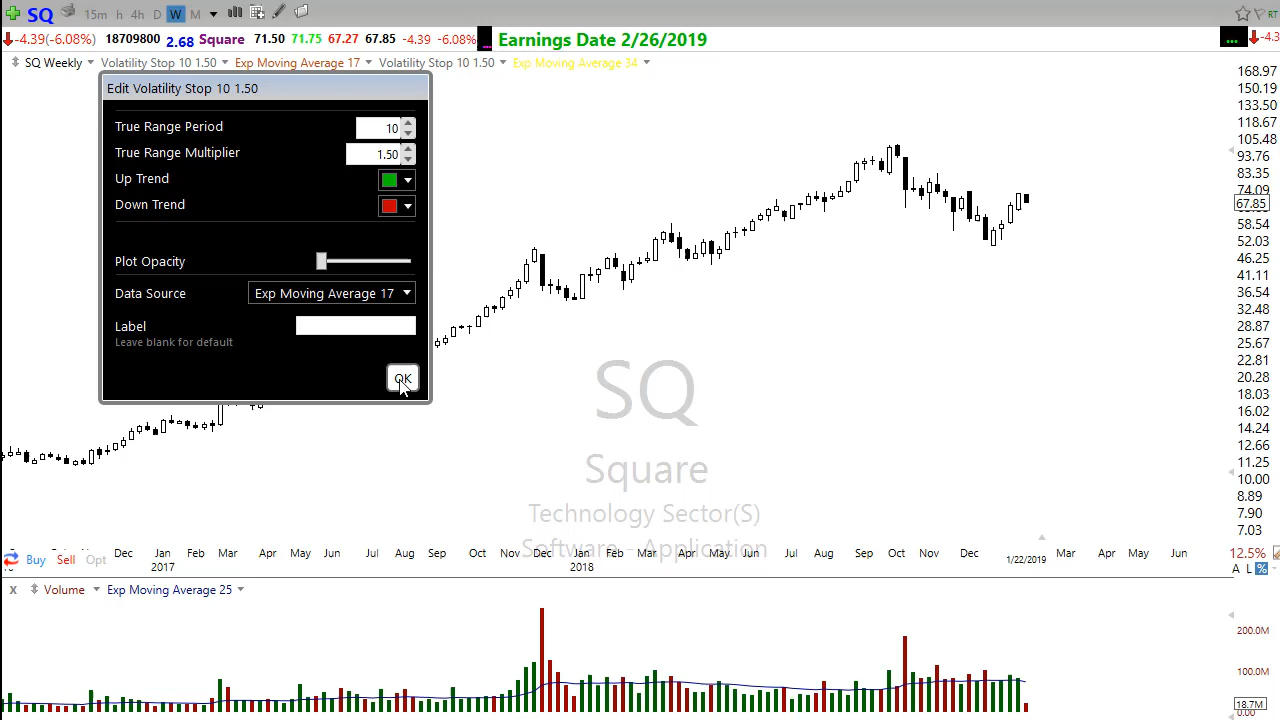 SQ 15m h 4h D W M RT
-4.39(-6.08%) 18709800 2.68 Square 71.50 71.75 67.27 67.85 -4.39 -6.08% ... Earnings Date 2/26/2019 ... -4.3
SQ Weekly Volatility Stop 10 1.50 Exp Moving Average 17 Volatility Stop 10 1.50 Exp Moving Average 34
Edit Volatility Stop 10 1.50
True Range Period 10
True Range Multiplier 1.50
Up Trend
Down Trend
Plot Opacity
Data Source Exp Moving Average 17
Label
Leave blank for default
OK
168.97
150.19
133.50
118.67
105.48
93.76
83.35
74.09
67.85
58.54
52.03
46.25
41.11
36.54
32.48
28.87
25.67
22.81
20.28
18.03
16.02
14.24
12.66
11.25
10.00
8.89
7.90
7.03
SQ
Square
Technology Sector(S)
Software - Application
Dec Jan Feb Mar Apr May Jun Jul Aug Sep Oct Nov Dec Jan Feb Mar Apr May Jun Jul Aug Sep Oct Nov Dec 1/22/2019 Mar Apr May Jun
2017 2018
Buy Sell Opt
12.5%
A L %
X Volume Exp Moving Average 25
200.0M
100.0M
18.7M
0.00